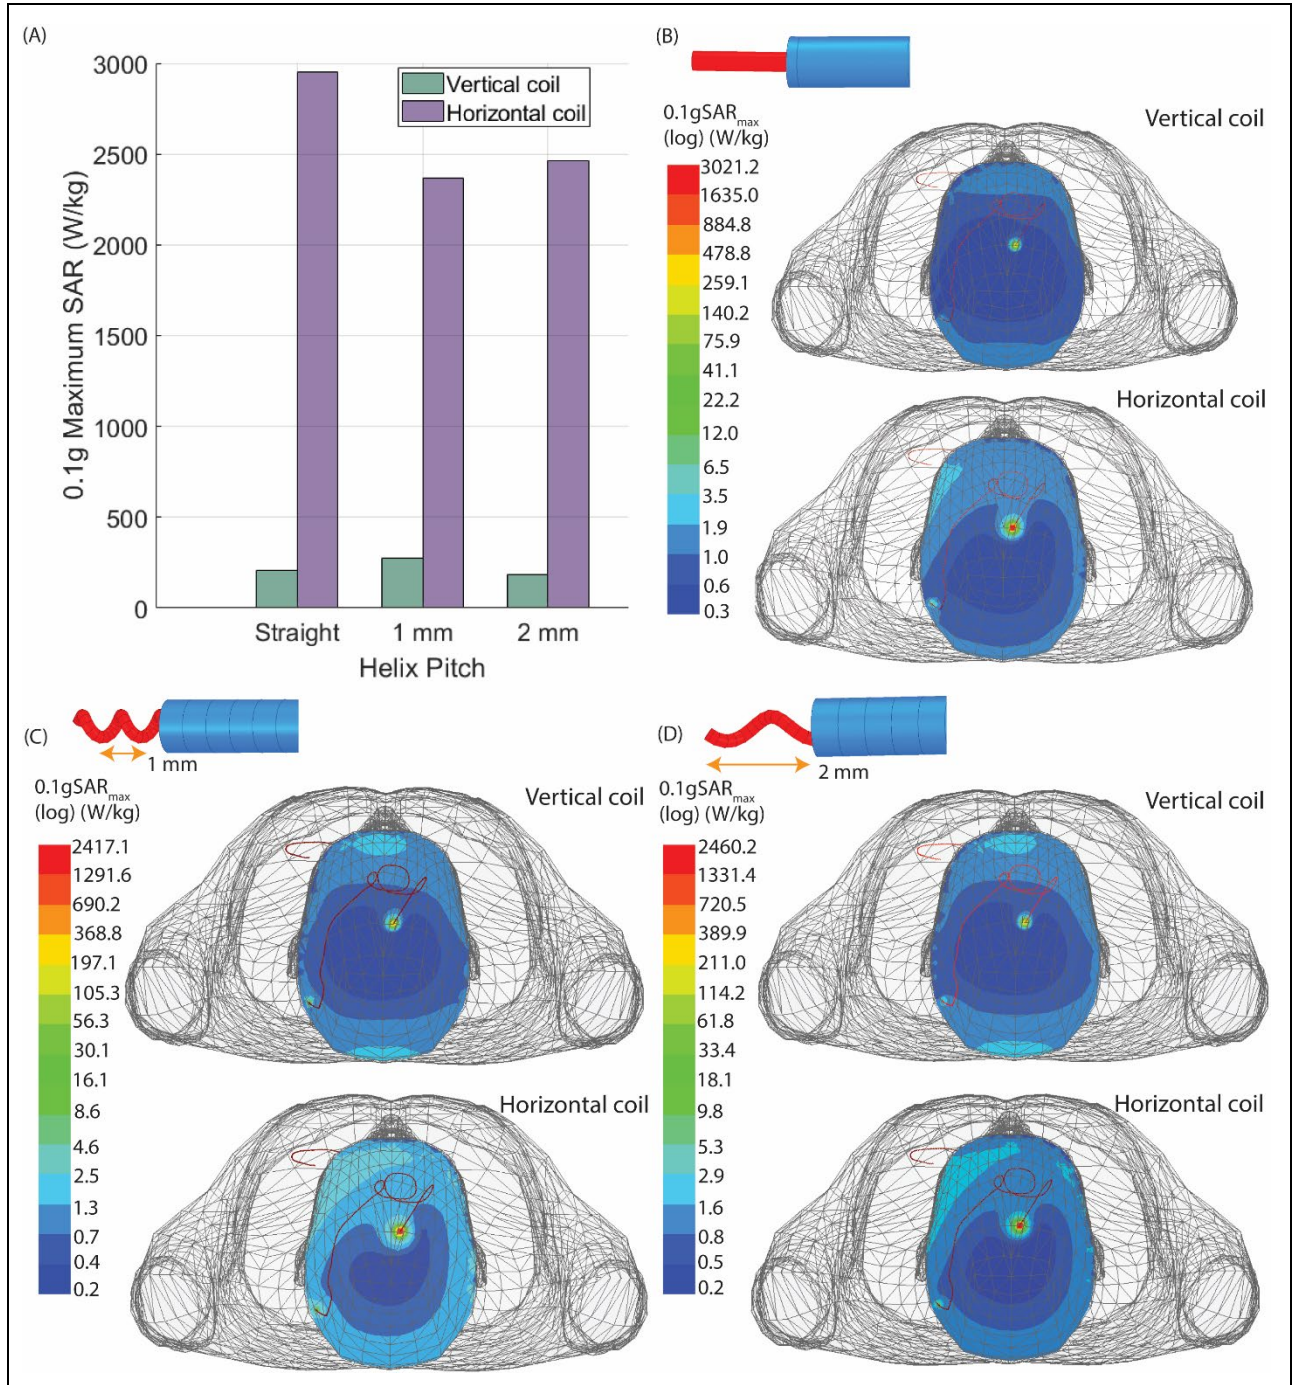 (A)
3000
2500
2000
1500
1000
500
0
0.1g Maximum SAR (W/kg)
Vertical coil
Horizontal coil
Straight 1 mm 2 mm
Helix Pitch
(B)
0.1gSARmax
(log) (W/kg)
3021.2
1635.0
884.8
478.8
259.1
140.2
75.9
41.1
22.2
12.0
6.5
3.5
1.9
1.0
0.6
0.3
Vertical coil
Horizontal coil
(C)
1 mm
0.1gSARmax
(log) (W/kg)
2417.1
1291.6
690.2
368.8
197.1
105.3
56.3
30.1
16.1
8.6
4.6
2.5
1.3
0.7
0.4
0.2
Vertical coil
Horizontal coil
(D)
2 mm
0.1gSARmax
(log) (W/kg)
2460.2
1331.4
720.5
389.9
211.0
114.2
61.8
33.4
18.1
9.8
5.3
2.9
1.6
0.8
0.5
0.2
Vertical coil
Horizontal coil